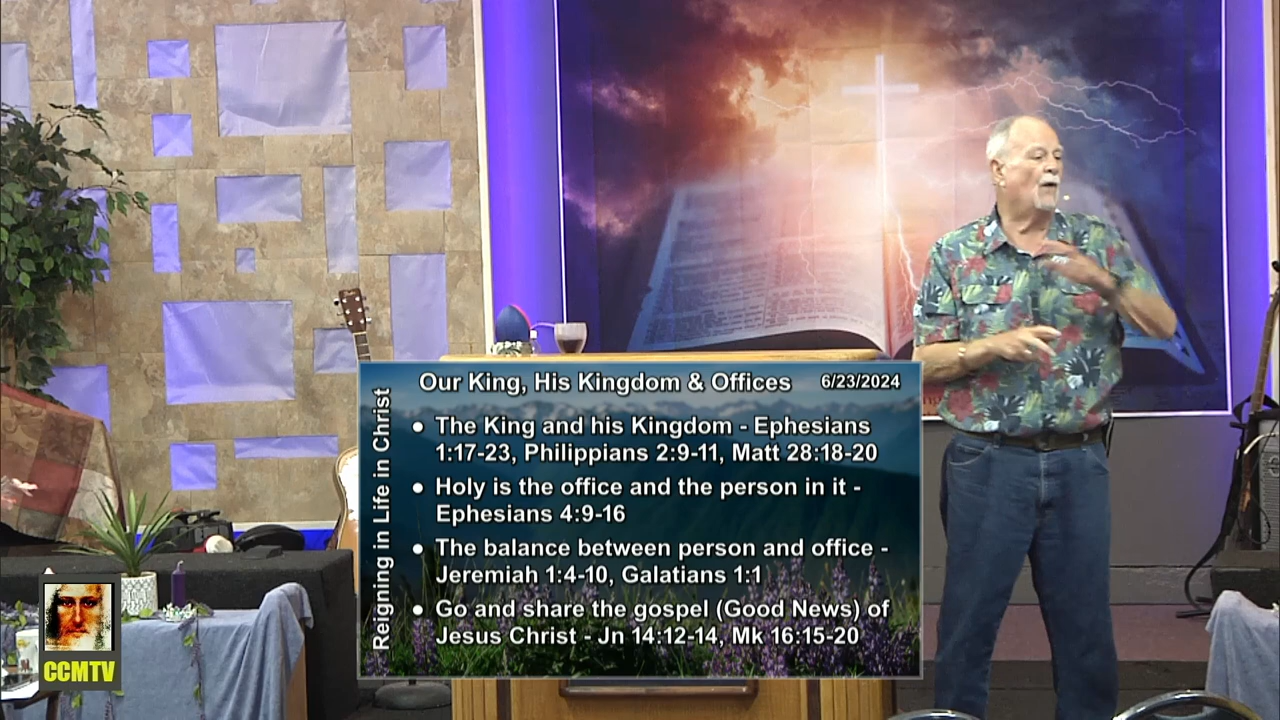 Our King, His Kingdom & Offices 6/23/2024
Reigning in Life in Christ
• The King and his Kingdom - Ephesians
1:17-23, Philippians 2:9-11, Matt 28:18-20
• Holy is the office and the person in it -
Ephesians 4:9-16
• The balance between person and office -
Jeremiah 1:4-10, Galatians 1:1
• Go and share the gospel (Good News) of
Jesus Christ - Jn 14:12-14, Mk 16:15-20
CCMTV